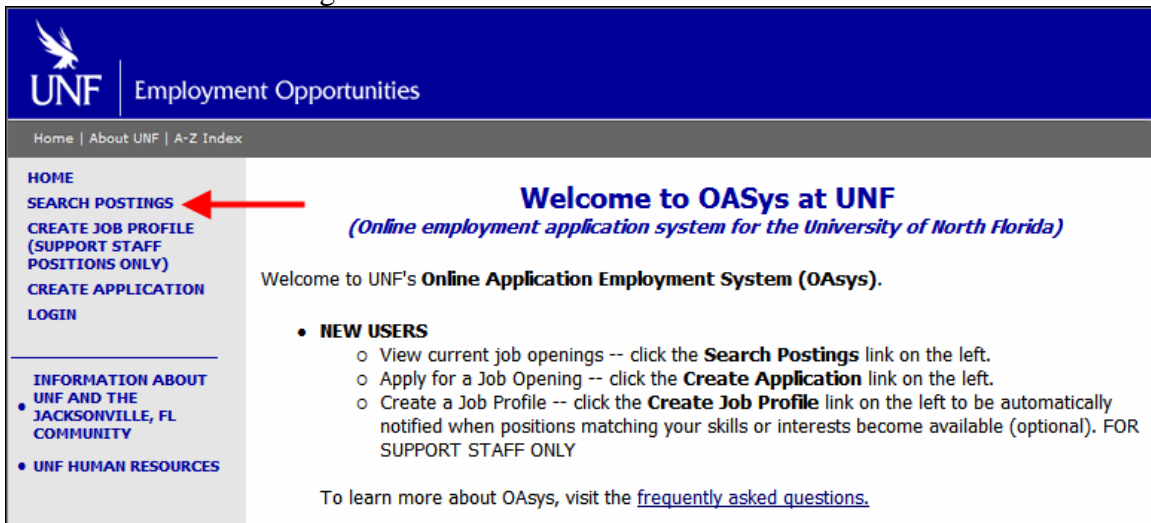 UNF
Employment Opportunities
Home | About UNF | A-Z Index
HOME
SEARCH POSTINGS
CREATE JOB PROFILE
(SUPPORT STAFF
POSITIONS ONLY)
CREATE APPLICATION
LOGIN
INFORMATION ABOUT
UNF AND THE
• JACKSONVILLE, FL
COMMUNITY
• UNF HUMAN RESOURCES
Welcome to OASys at UNF
(Online employment application system for the University of North Florida)
Welcome to UNF's Online Application Employment System (OAsys).
• NEW USERS
o View current job openings -- click the Search Postings link on the left.
o Apply for a Job Opening -- click the Create Application link on the left.
o Create a Job Profile -- click the Create Job Profile link on the left to be automatically
notified when positions matching your skills or interests become available (optional). FOR
SUPPORT STAFF ONLY
To learn more about OAsys, visit the frequently asked questions.